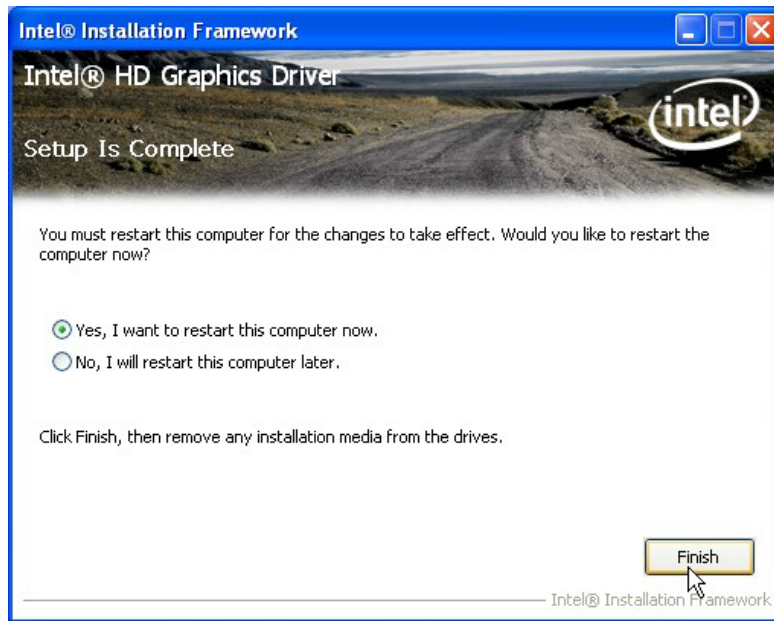 Intel® Installation Framework
Intel® HD Graphics Driver
intel
Setup Is Complete
You must restart this computer for the changes to take effect. Would you like to restart the
computer now?
Yes, I want to restart this computer now.
No, I will restart this computer later.
Click Finish, then remove any installation media from the drives.
Finish
Intel® Installation Framework